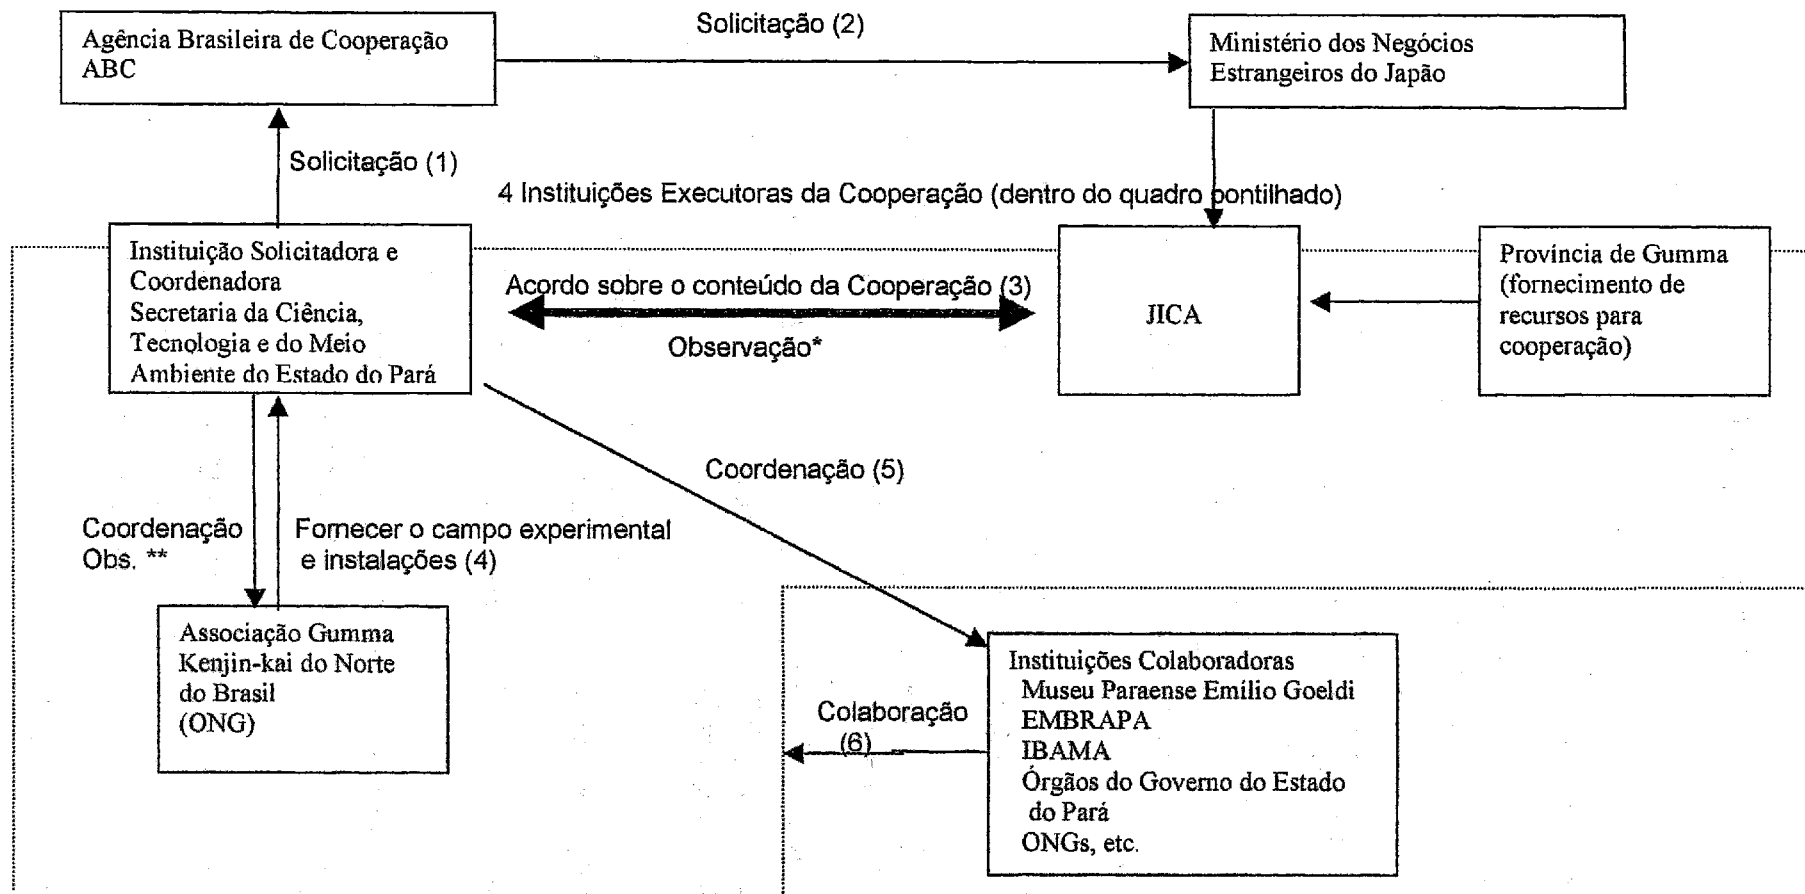 Solicitação (2)
Agência Brasileira de Cooperação
ABC
Ministério dos Negócios
Estrangeiros do Japão
Solicitação (1)
4 Instituições Executoras da Cooperação (dentro do quadro pontilhado)
Instituição Solicitadora e
Coordenadora
Secretaria da Ciência,
Tecnologia e do Meio
Ambiente do Estado do Pará
Acordo sobre o conteúdo da Cooperação (3)
Observação*
JICA
Província de Gumma
(fornecimento de
recursos para
cooperação)
Coordenação (5)
Coordenação
Obs. **
Fornecer o campo experimental
e instalações (4)
Associação Gumma
Kenjin-kai do Norte
do Brasil
(ONG)
Colaboração
(6)
Instituições Colaboradoras
Museu Paraense Emílio Goeldi
EMBRAPA
IBAMA
Órgãos do Governo do Estado
do Pará
ONGs, etc.